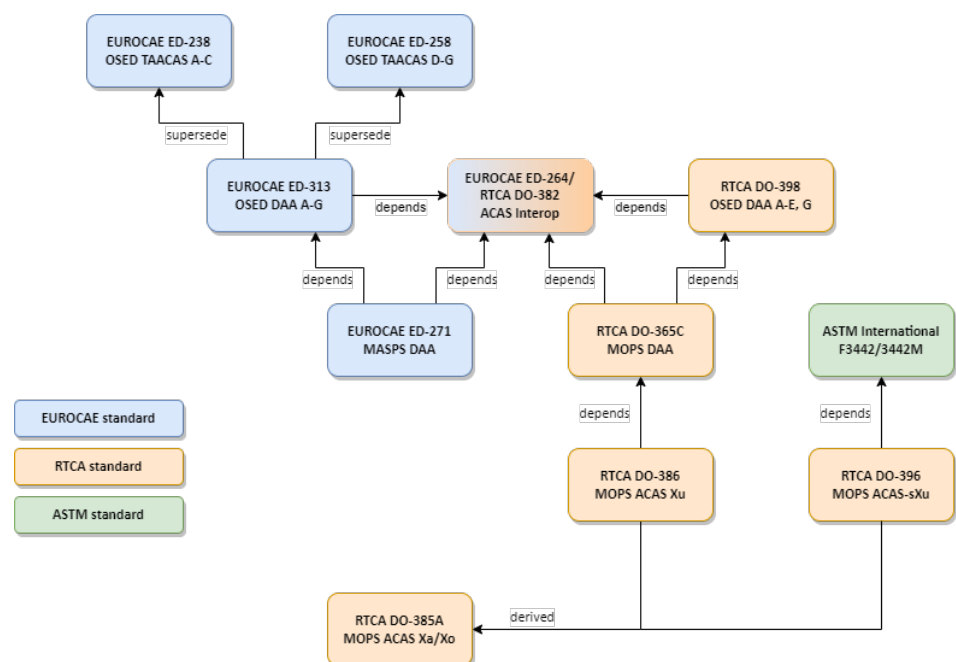 EUROCAE ED-238
OSED TAACAS A-C
EUROCAE ED-258
OSED TAACAS D-G
supersede
supersede
EUROCAE ED-313
OSED DAA A-G
depends
EUROCAE ED-264/
RTCA DO-382
ACAS Interop
depends
RTCA DO-398
OSED DAA A-E, G
depends
depends
depends
depends
EUROCAE ED-271
MASPS DAA
RTCA DO-365C
MOPS DAA
ASTM International
F3442/3442M
EUROCAE standard
RTCA standard
ASTM standard
depends
depends
RTCA DO-386
MOPS ACAS Xu
RTCA DO-396
MOPS ACAS-sXu
RTCA DO-385A
MOPS ACAS Xa/Xo
derived